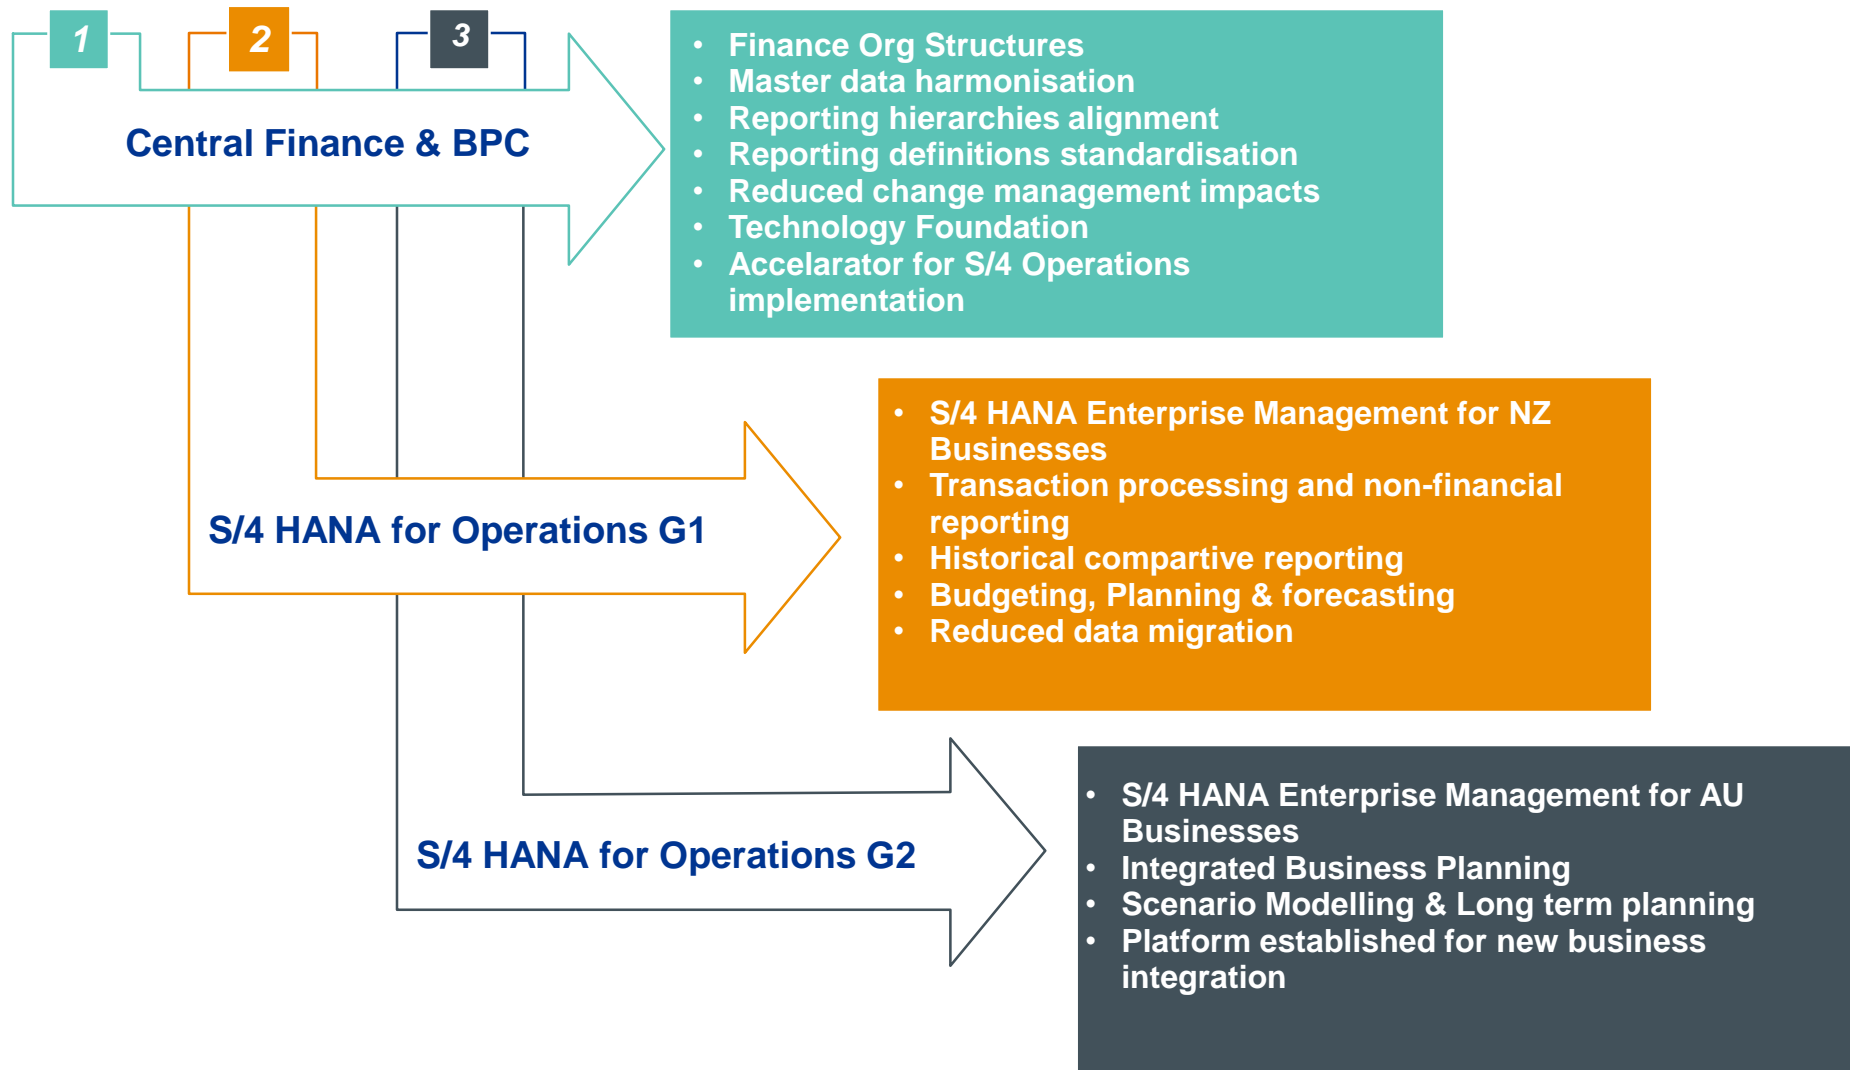 1
2
3
Central Finance & BPC
• Finance Org Structures
• Master data harmonisation
• Reporting hierarchies alignment
• Reporting definitions standardisation
• Reduced change management impacts
• Technology Foundation
• Accelarator for S/4 Operations
implementation
S/4 HANA for Operations G1
• S/4 HANA Enterprise Management for NZ
Businesses
• Transaction processing and non-financial
reporting
• Historical compartive reporting
• Budgeting, Planning & forecasting
• Reduced data migration
S/4 HANA for Operations G2
• S/4 HANA Enterprise Management for AU
Businesses
• Integrated Business Planning
• Scenario Modelling & Long term planning
• Platform established for new business
integration